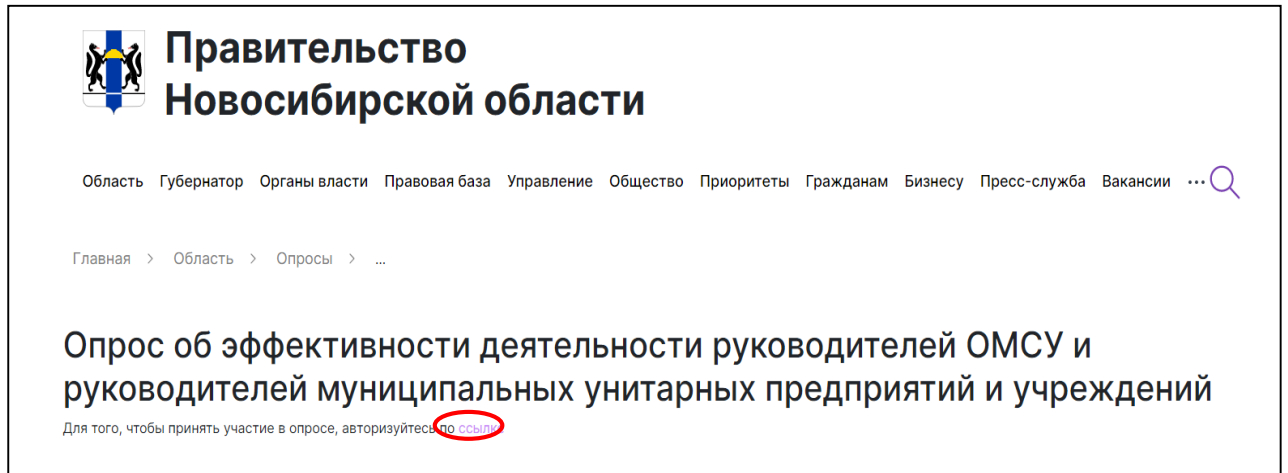 Правительство
Новосибирской области
Область Губернатор Органы власти Правовая база Управление Общество Приоритеты Гражданам Бизнесу Пресс-служба Вакансии ...
Главная > Область > Опросы > ...
Опрос об эффективности деятельности руководителей ОМСУ и
руководителей муниципальных унитарных предприятий и учреждений
Для того, чтобы принять участие в опросе, авторизуйтесь по ссылке